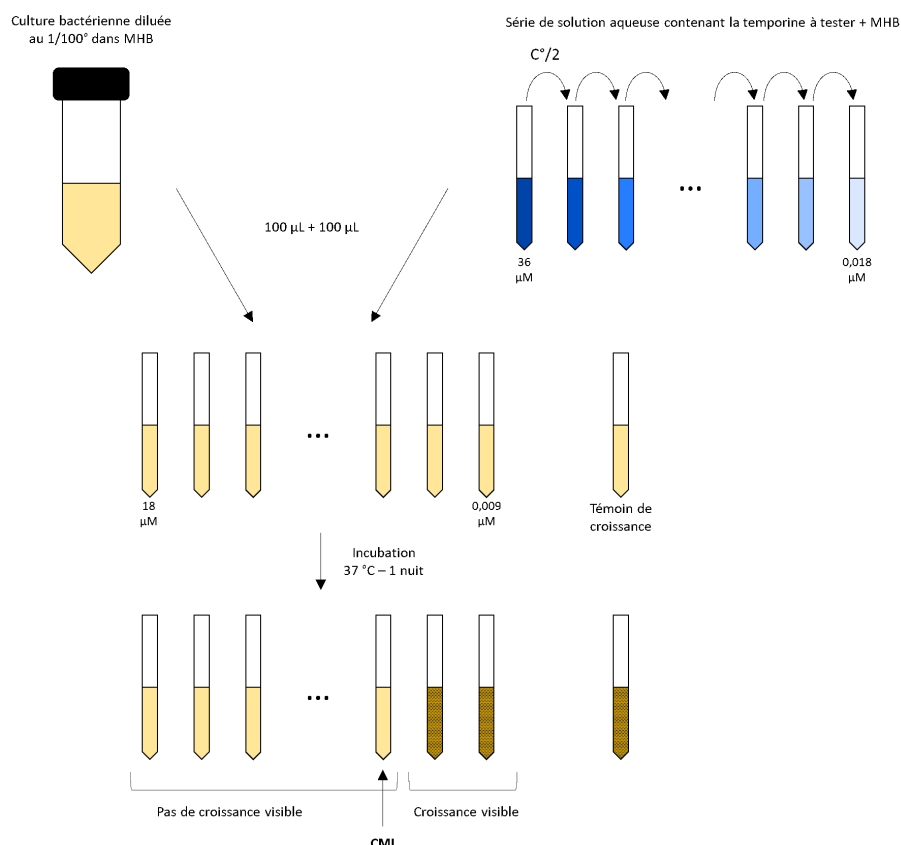 Culture bactérienne diluée
au 1/100° dans MHB
Série de solution aqueuse contenant la temporine à tester + MHB
C°/2
...
36
µM
0,018
µM
100 µL + 100 µL
...
18
µM
0,009
µM
Témoin de
croissance
Incubation
37 °C – 1 nuit
...
Pas de croissance visible
Croissance visible
CMI